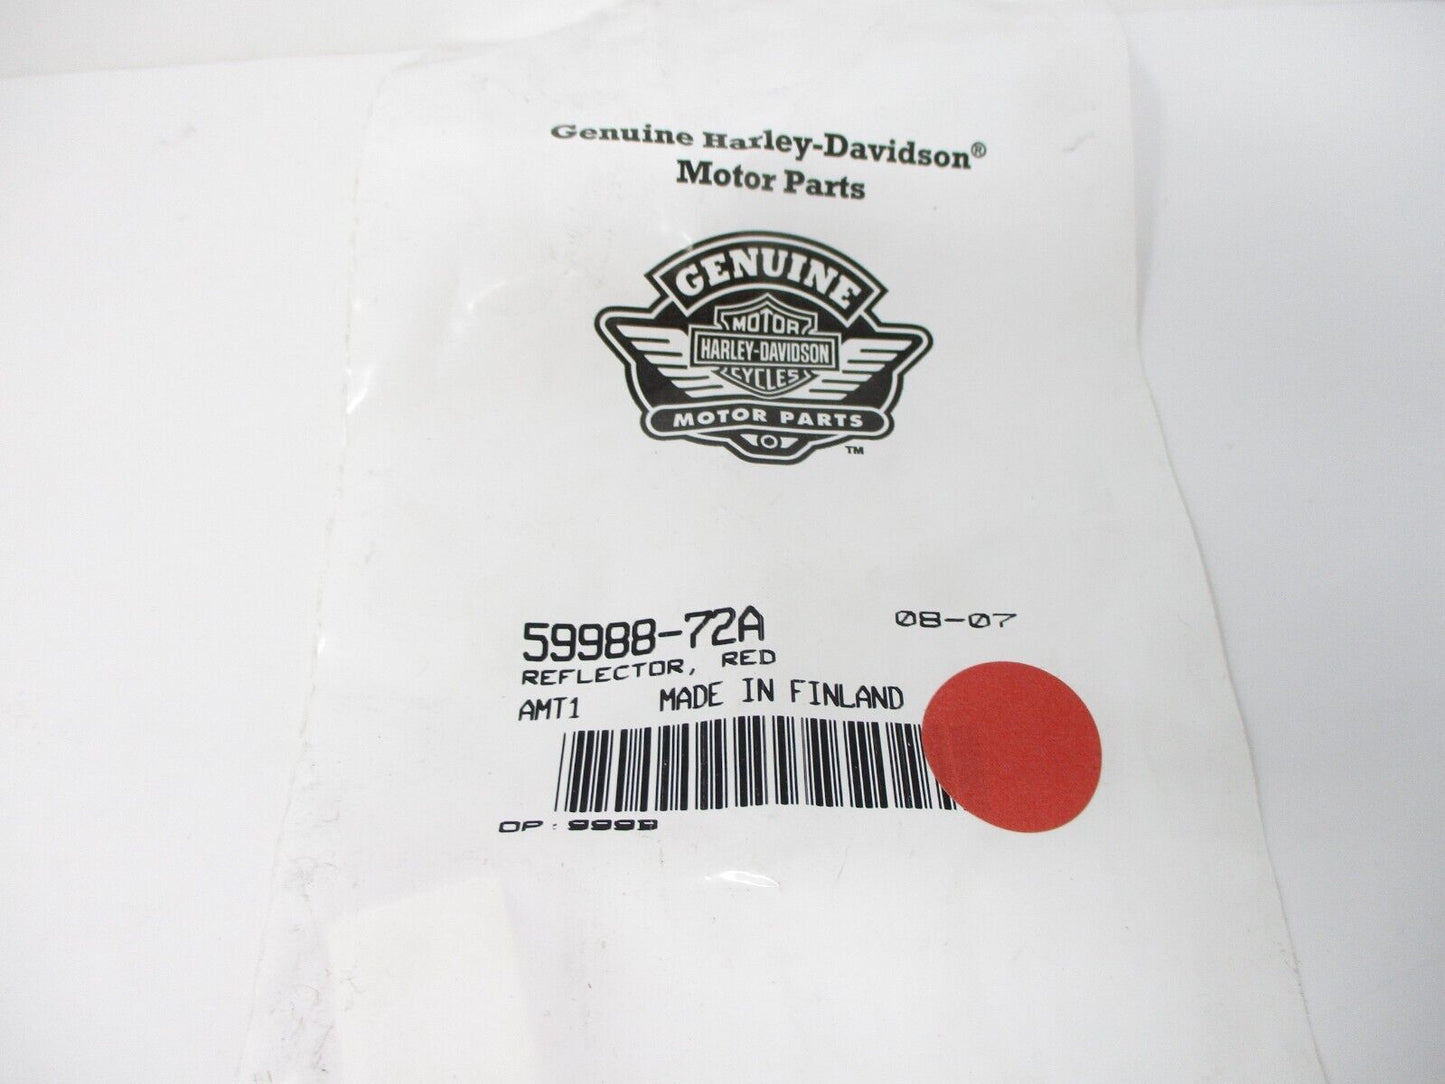 Genuine Harley-Davidson®
Motor Parts
GENUINE
MOTOR
HARLEY-DAVIDSON
CYCLES
MOTOR PARTS
TM
59988-72A 08-07
REFLECTOR, RED
AMT1 MADE IN FINLAND
OP: